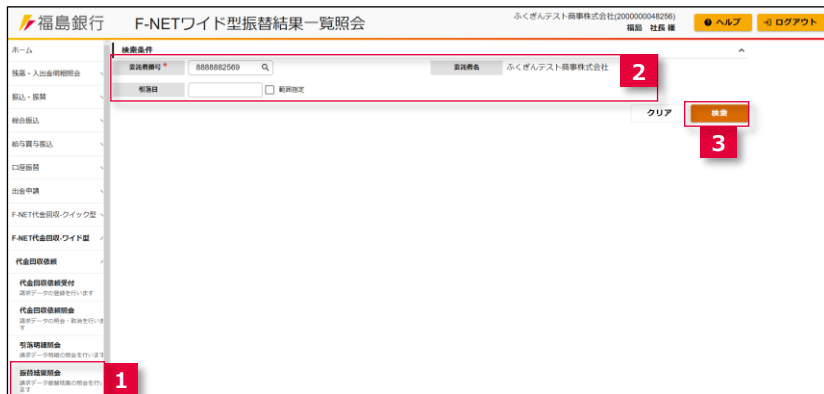 福島銀行
F-NETワイド型振替結果一覧照会
ふくぎんテスト商事株式会社(2000000048256)
福島 社長 様
ヘルプ
ログアウト
ホーム
検索条件
委託者番号 *
8888882569
委託者名
ふくぎんテスト商事株式会社
2
残高・入出金明細照会
引落日
範囲指定
振込・振替
クリア
検索
総合振込
3
給与賞与振込
口座振替
出金申請
F-NET代金回収-クイック型
F-NET代金回収-ワイド型
代金回収依頼
代金回収依頼受付
請求データの登録を行います
代金回収依頼照会
請求データの照会・取消を行いま
す
引落明細照会
請求データ明細の照会を行います
振替結果照会
請求データ振替結果の照会を行い
ます
1